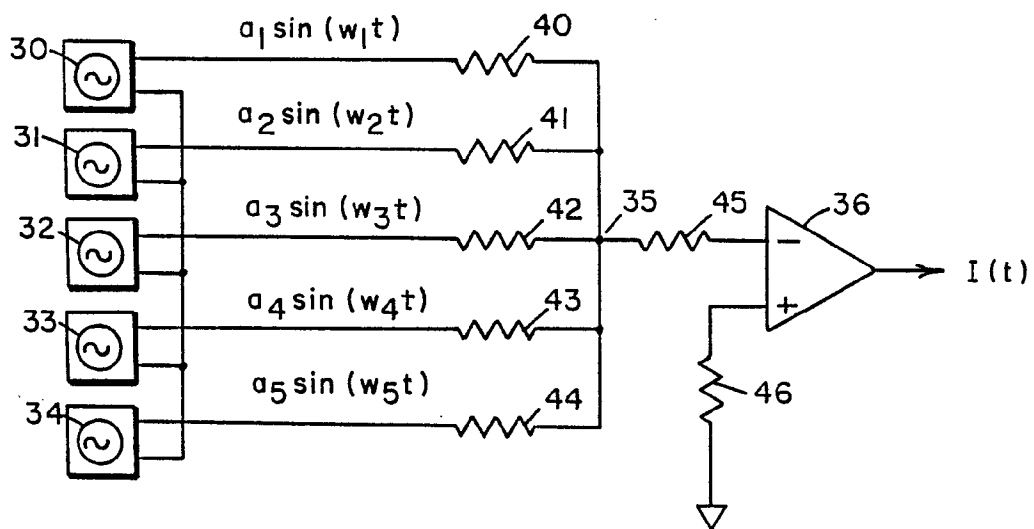 30
a₁ sin (w₁t)
40
31
a₂ sin (w₂t)
41
32
a₃ sin (w₃t)
42
35
45
36
−
+
I (t)
33
a₄ sin (w₄t)
43
34
a₅ sin (w₅t)
44
46